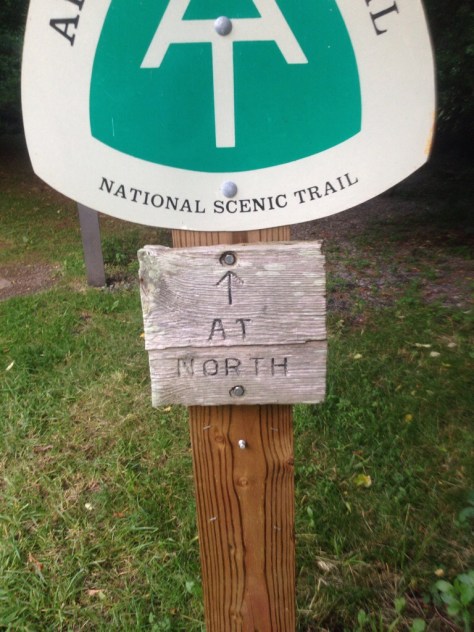 NATIONAL SCENIC TRAIL
↑
AT
NORTH